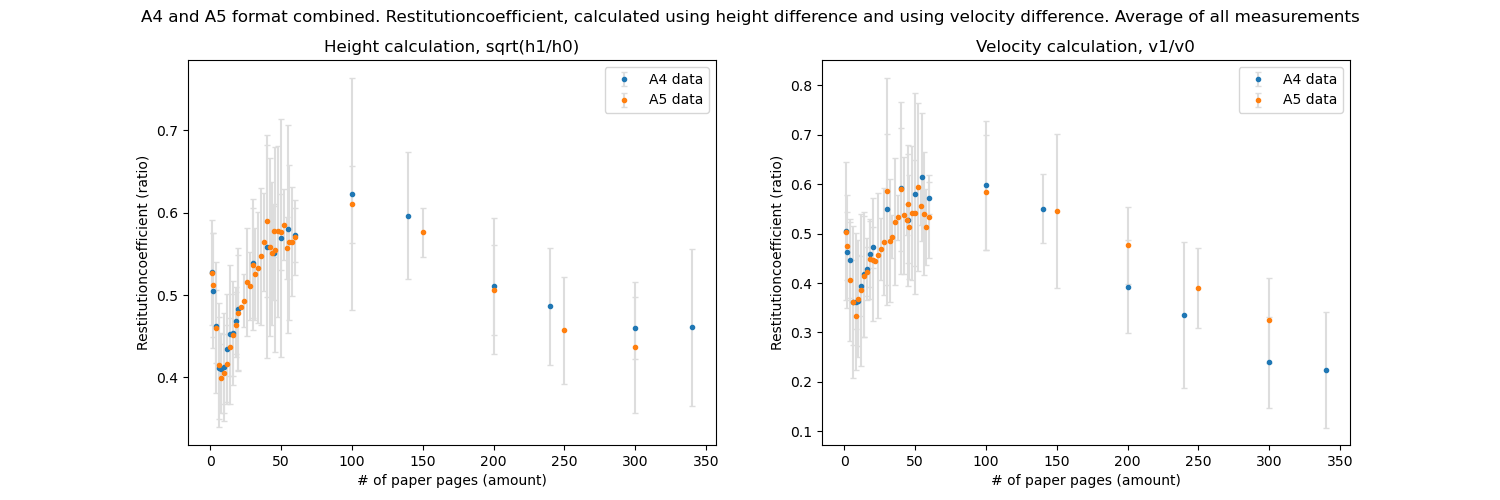 A4 and A5 format combined. Restitutioncoefficient, calculated using height difference and using velocity difference. Average of all measurements
Height calculation, sqrt(h1/h0)
Restitutioncoefficient (ratio)
0.7
0.6
0.5
0.4
A4 data
A5 data
0 50 100 150 200 250 300 350
# of paper pages (amount)
Velocity calculation, v1/v0
Restitutioncoefficient (ratio)
0.8
0.7
0.6
0.5
0.4
0.3
0.2
0.1
A4 data
A5 data
0 50 100 150 200 250 300 350
# of paper pages (amount)